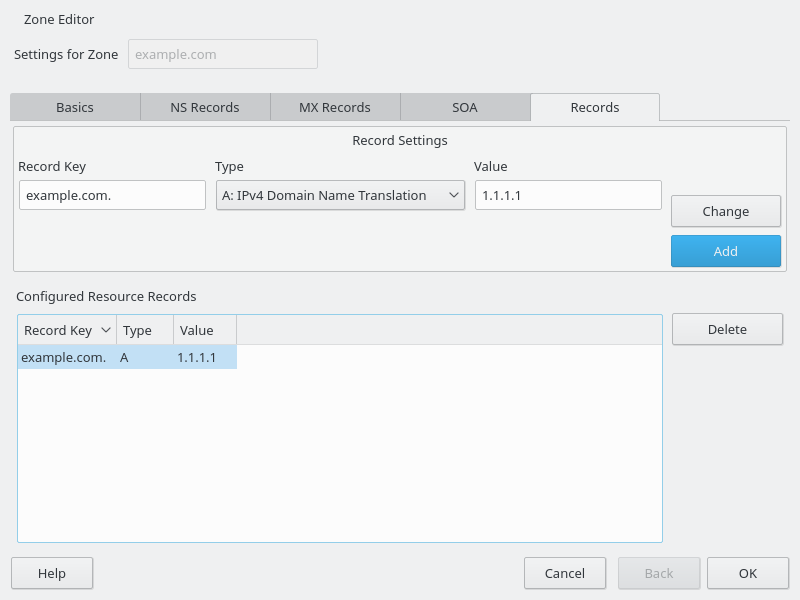 Zone Editor
Settings for Zone example.com
Basics NS Records MX Records SOA Records
Record Settings
Record Key Type Value
example.com. A: IPv4 Domain Name Translation 1.1.1.1
Change
Add
Configured Resource Records
Record Key Type Value
Delete
example.com. A 1.1.1.1
Help Cancel Back OK